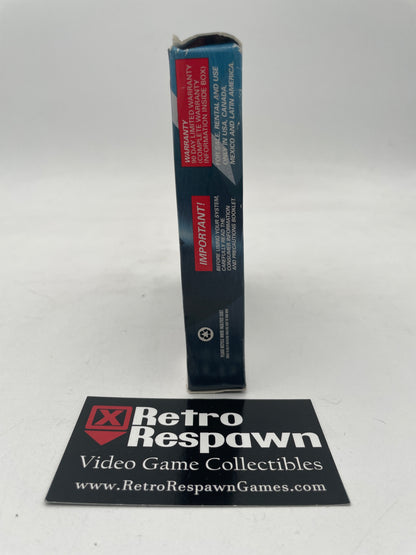 WARRANTY
90 DAY LIMITED WARRANTY
(COMPLETE WARRANTY
INFORMATION INSIDE BOX)
FOR SALE, RENTAL AND USE
ONLY IN USA, CANADA,
MEXICO AND LATIN AMERICA.
IMPORTANT!
BEFORE USING YOUR SYSTEM,
CAREFULLY READ THE
CONSUMER INFORMATION
AND PRECAUTIONS BOOKLET.
Retro
Respawn
Video Game Collectibles
www.RetroRespawnGames.com